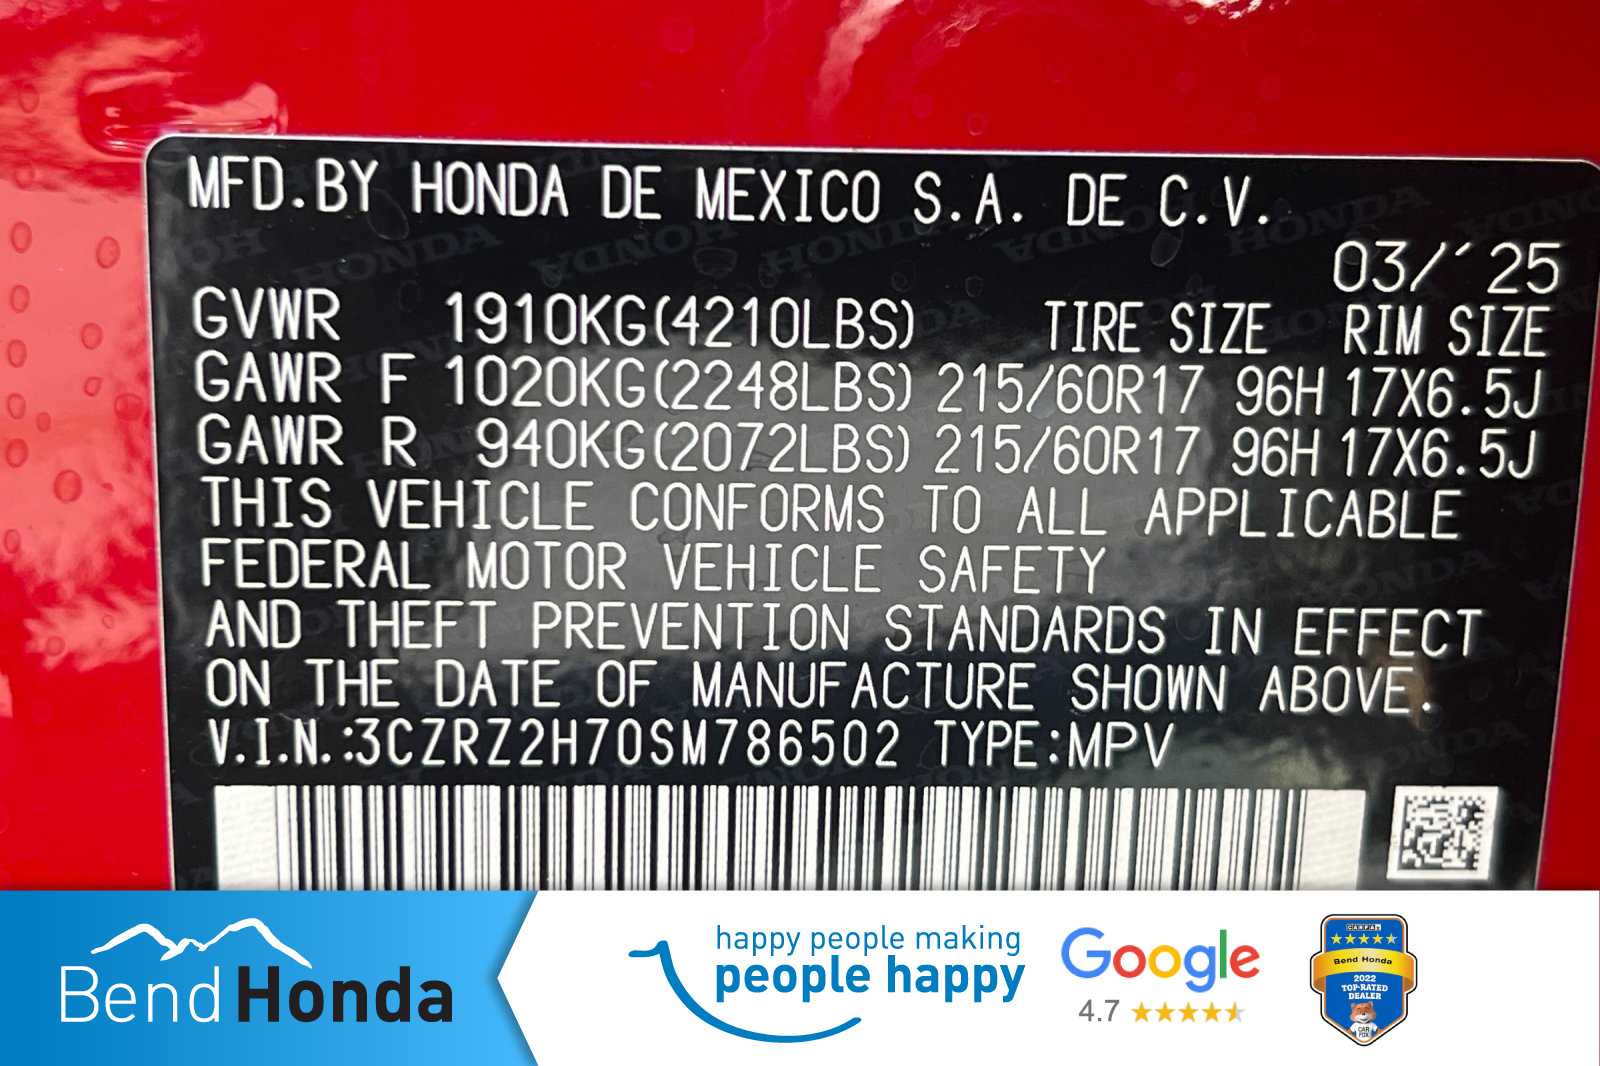 MFD.BY HONDA DE MEXICO S.A. DE C.V.
03/´25
GVWR 1910KG(4210LBS) TIRE SIZE RIM SIZE
GAWR F 1020KG(2248LBS) 215/60R17 96H 17X6.5J
GAWR R 940KG(2072LBS) 215/60R17 96H 17X6.5J
THIS VEHICLE CONFORMS TO ALL APPLICABLE
FEDERAL MOTOR VEHICLE SAFETY
AND THEFT PREVENTION STANDARDS IN EFFECT
ON THE DATE OF MANUFACTURE SHOWN ABOVE.
V.I.N.:3CZRZ2H70SM786502 TYPE:MPV
Bend Honda
happy people making
people happy
Google
4.7
CARFAX
Bend Honda
2022
TOP-RATED
DEALER
CAR
FOX